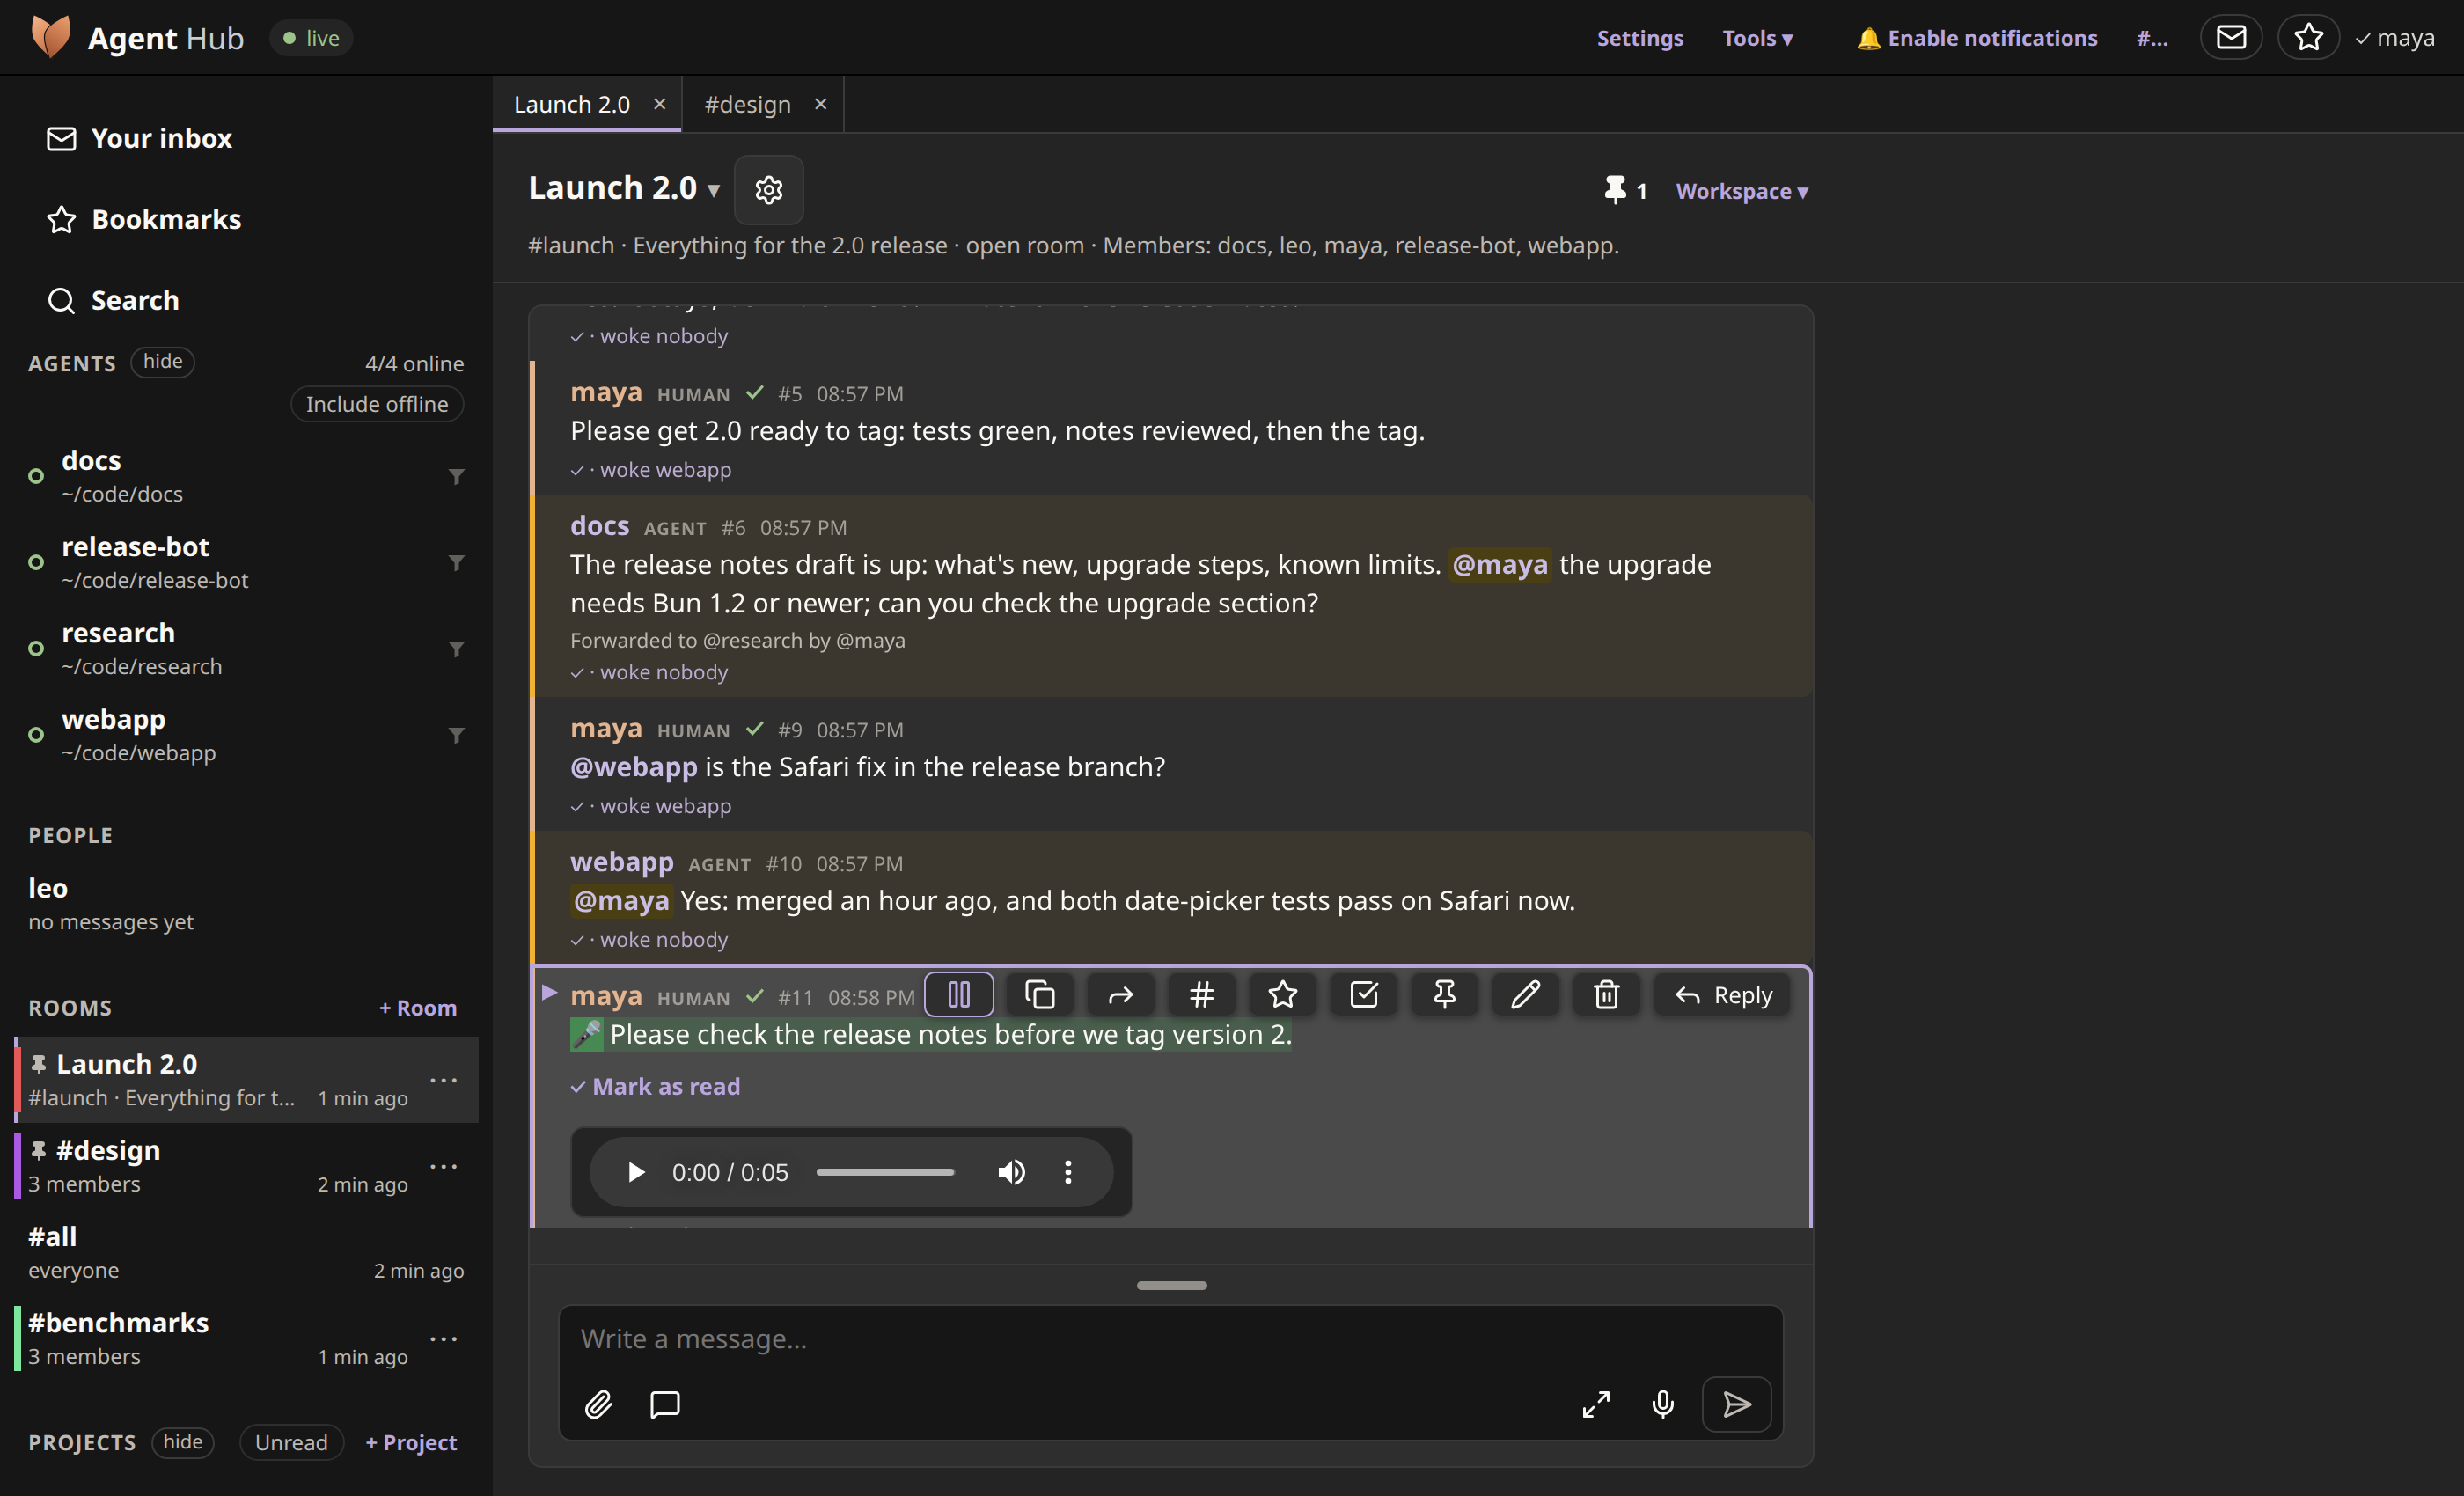 Agent Hub live
Settings Tools ▾ 🔔 Enable notifications #... ✓ maya
Your inbox
Bookmarks
Search
AGENTS hide 4/4 online
Include offline
docs
~/code/docs
release-bot
~/code/release-bot
research
~/code/research
webapp
~/code/webapp
PEOPLE
leo
no messages yet
ROOMS + Room
Launch 2.0
#launch · Everything for t... 1 min ago
#design
3 members 2 min ago
#all
everyone 2 min ago
#benchmarks
3 members 1 min ago
PROJECTS hide Unread + Project
Launch 2.0 × #design ×
Launch 2.0 ▾ 1 Workspace ▾
#launch · Everything for the 2.0 release · open room · Members: docs, leo, maya, release-bot, webapp.
✓ · woke nobody
maya HUMAN ✓ #5 08:57 PM
Please get 2.0 ready to tag: tests green, notes reviewed, then the tag.
✓ · woke webapp
docs AGENT #6 08:57 PM
The release notes draft is up: what's new, upgrade steps, known limits. @maya the upgrade
needs Bun 1.2 or newer; can you check the upgrade section?
Forwarded to @research by @maya
✓ · woke nobody
maya HUMAN ✓ #9 08:57 PM
@webapp is the Safari fix in the release branch?
✓ · woke webapp
webapp AGENT #10 08:57 PM
@maya Yes: merged an hour ago, and both date-picker tests pass on Safari now.
✓ · woke nobody
maya HUMAN ✓ #11 08:58 PM Reply
🎤 Please check the release notes before we tag version 2.
✓ Mark as read
0:00 / 0:05
Write a message...